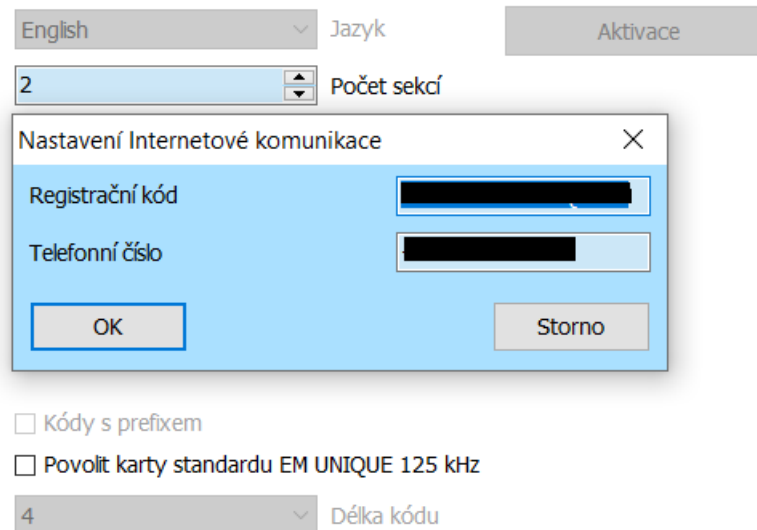 English Jazyk Aktivace
2 Počet sekcí
Nastavení Internetové komunikace
Registrační kód
Telefonní číslo
OK Storno
Kódy s prefixem
Povolit karty standardu EM UNIQUE 125 kHz
4 Délka kódu